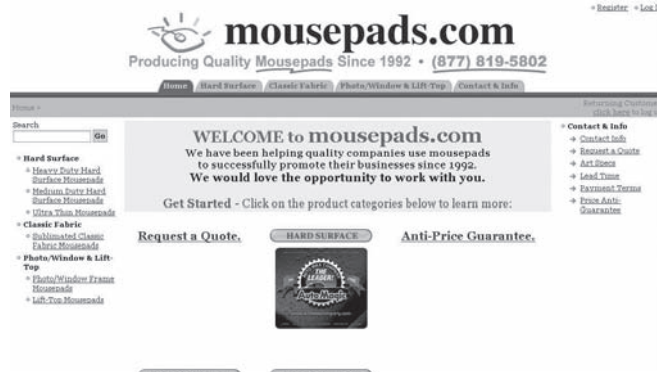 Register Log
mousepads.com
Producing Quality Mousepads Since 1992 • (877) 819-5802
Home Hard Surface Classic Fabric Photo/Window & Lift-Top Contact & Info
Home »
Returning Custome
click here to log
Search
Go
Hard Surface
Heavy Duty Hard
Surface Mousepads
Medium Duty Hard
Surface Mousepads
Ultra Thin Mousepads
Classic Fabric
Sublimated Classic
Fabric Mousepads
Photo/Window & Lift-
Top
Photo/Window Frame
Mousepads
Lift-Top Mousepads
WELCOME to mousepads.com
We have been helping quality companies use mousepads
to successfully promote their businesses since 1992.
We would love the opportunity to work with you.
Get Started - Click on the product categories below to learn more:
Request a Quote.
HARD SURFACE
THE
LEADER!
Auto Magic
Anti-Price Guarantee.
Contact & Info
Contact Info
Request a Quote
Art Specs
Lead Time
Payment Terms
Price Anti-
Guarantee